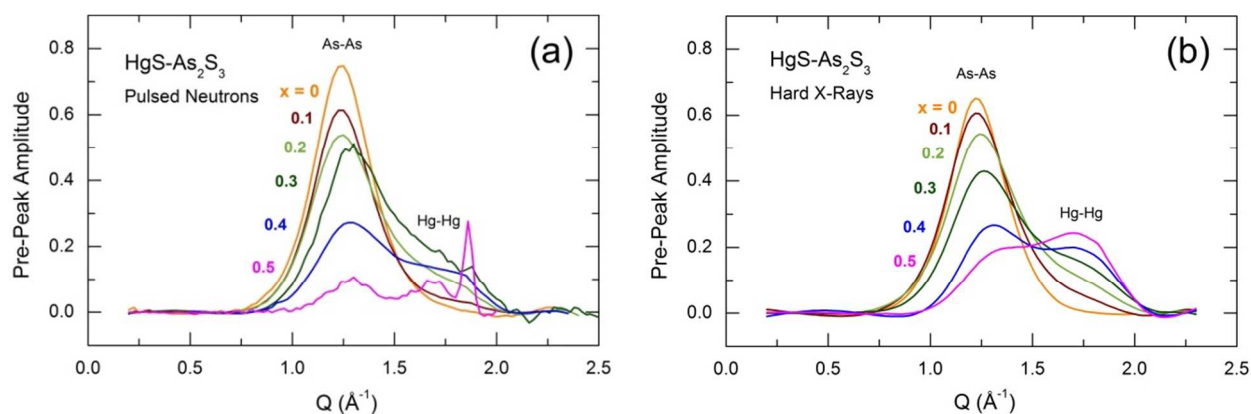 (a)
HgS-As₂S₃
Pulsed Neutrons
As-As
Hg-Hg
x = 0
0.1
0.2
0.3
0.4
0.5
Pre-Peak Amplitude
0.8
0.6
0.4
0.2
0.0
0.0 0.5 1.0 1.5 2.0 2.5
Q (Å⁻¹)
(b)
HgS-As₂S₃
Hard X-Rays
As-As
Hg-Hg
x = 0
0.1
0.2
0.3
0.4
0.5
Pre-Peak Amplitude
0.8
0.6
0.4
0.2
0.0
0.0 0.5 1.0 1.5 2.0 2.5
Q (Å⁻¹)